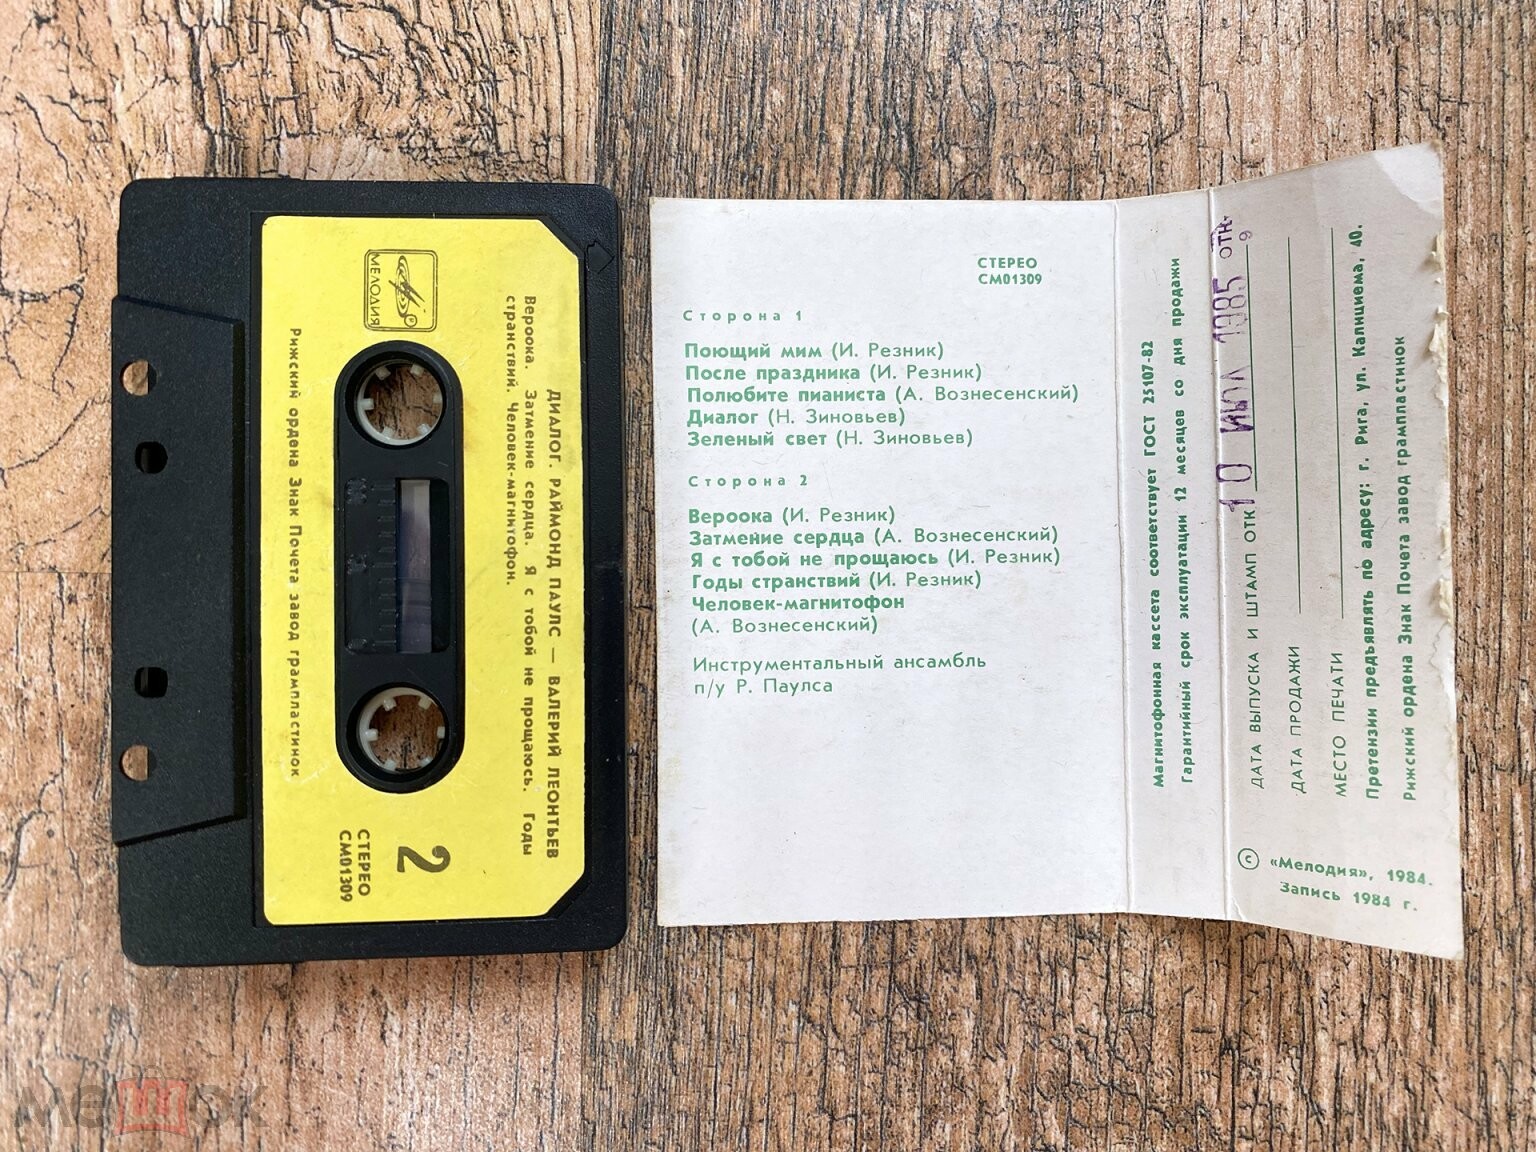 МЕЛОДИЯ
ДИАЛОГ. РАЙМОНД ПАУЛС — ВАЛЕРИЙ ЛЕОНТЬЕВ
Вероока. Затмение сердца. Я с тобой не прощаюсь. Годы
странствий. Человек-магнитофон.
2
СТЕРЕО
СМ01309
Рижский ордена Знак Почета завод грампластинок
СТЕРЕО
СМ01309
Сторона 1
Поющий мим (И. Резник)
После праздника (И. Резник)
Полюбите пианиста (А. Вознесенский)
Диалог (Н. Зиновьев)
Зеленый свет (Н. Зиновьев)
Сторона 2
Вероока (И. Резник)
Затмение сердца (А. Вознесенский)
Я с тобой не прощаюсь (И. Резник)
Годы странствий (И. Резник)
Человек-магнитофон
(А. Вознесенский)
Инструментальный ансамбль
п/у Р. Паулса
Магнитофонная кассета соответствует ГОСТ 25107-82
Гарантийный срок эксплуатации 12 месяцев со дня продажи
ДАТА ВЫПУСКА И ШТАМП ОТК 10 ИЮЛ 1985 ОТК
9
ДАТА ПРОДАЖИ
МЕСТО ПЕЧАТИ
Претензии предъявлять по адресу: г. Рига, ул. Капициема, 40.
Рижский ордена Знак Почета завод грампластинок
© «Мелодия», 1984.
Запись 1984 г.
мешок